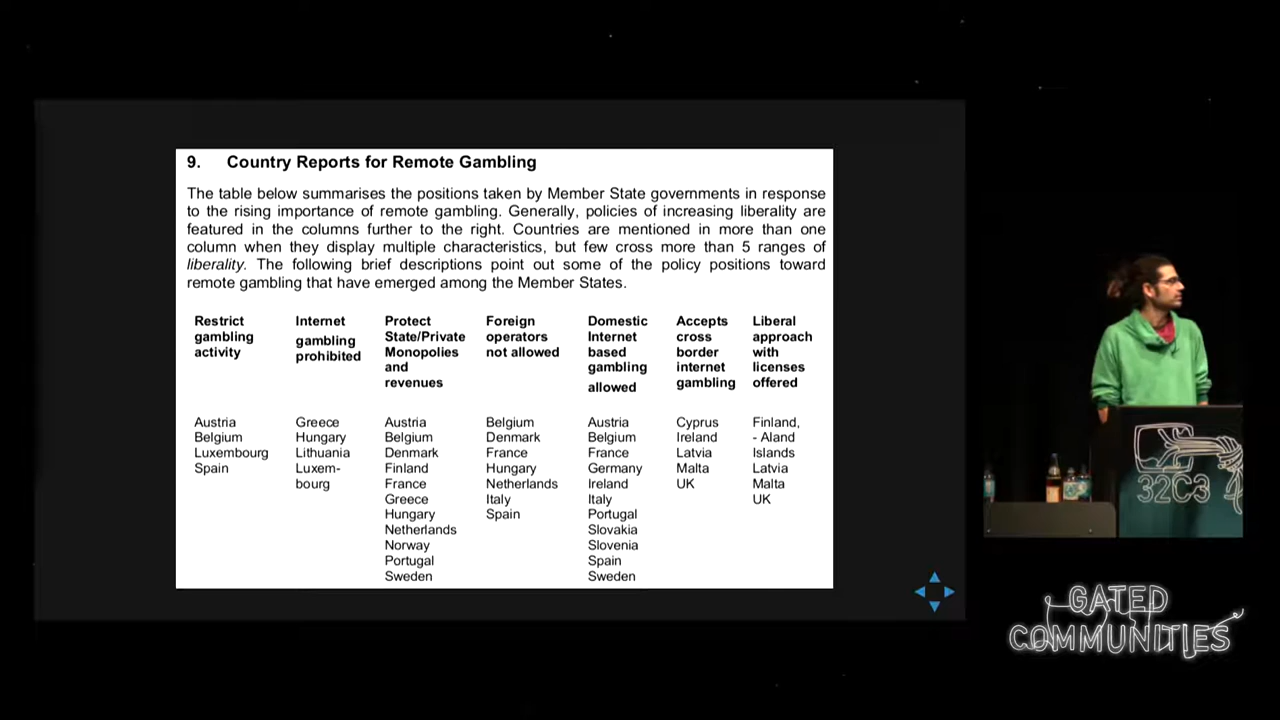 9. Country Reports for Remote Gambling
The table below summarises the positions taken by Member State governments in response
to the rising importance of remote gambling. Generally, policies of increasing liberality are
featured in the columns further to the right. Countries are mentioned in more than one
column when they display multiple characteristics, but few cross more than 5 ranges of
liberality. The following brief descriptions point out some of the policy positions toward
remote gambling that have emerged among the Member States.
Restrict
gambling
activity
Austria
Belgium
Luxembourg
Spain
Internet
gambling
prohibited
Greece
Hungary
Lithuania
Luxem-
bourg
Protect
State/Private
Monopolies
and
revenues
Austria
Belgium
Denmark
Finland
France
Greece
Hungary
Netherlands
Norway
Portugal
Sweden
Foreign
operators
not allowed
Belgium
Denmark
France
Hungary
Netherlands
Italy
Spain
Domestic
Internet
based
gambling
allowed
Austria
Belgium
France
Germany
Ireland
Italy
Portugal
Slovakia
Slovenia
Spain
Sweden
Accepts
cross
border
internet
gambling
Cyprus
Ireland
Latvia
Malta
UK
Liberal
approach
with
licenses
offered
Finland,
- Aland
Islands
Latvia
Malta
UK
32C3
GATED
COMMUNITIES